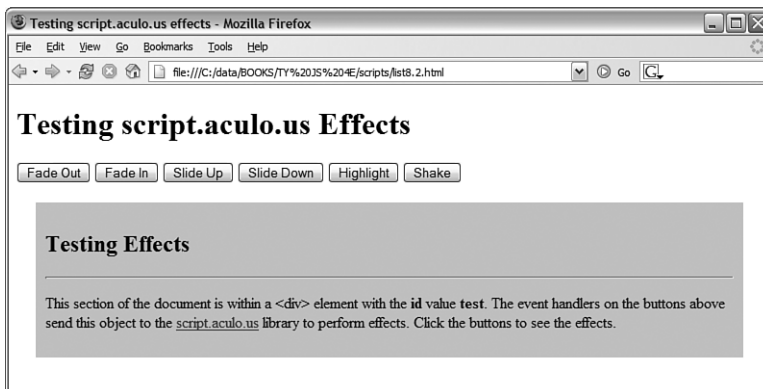 Testing script.aculo.us effects - Mozilla Firefox
File Edit View Go Bookmarks Tools Help
file:///C:/data/BOOKS/TY%20JS%204E/scripts/list8.2.html Go G
Testing script.aculo.us Effects
Fade Out Fade In Slide Up Slide Down Highlight Shake
Testing Effects
This section of the document is within a <div> element with the id value test. The event handlers on the buttons above
send this object to the script.aculo.us library to perform effects. Click the buttons to see the effects.